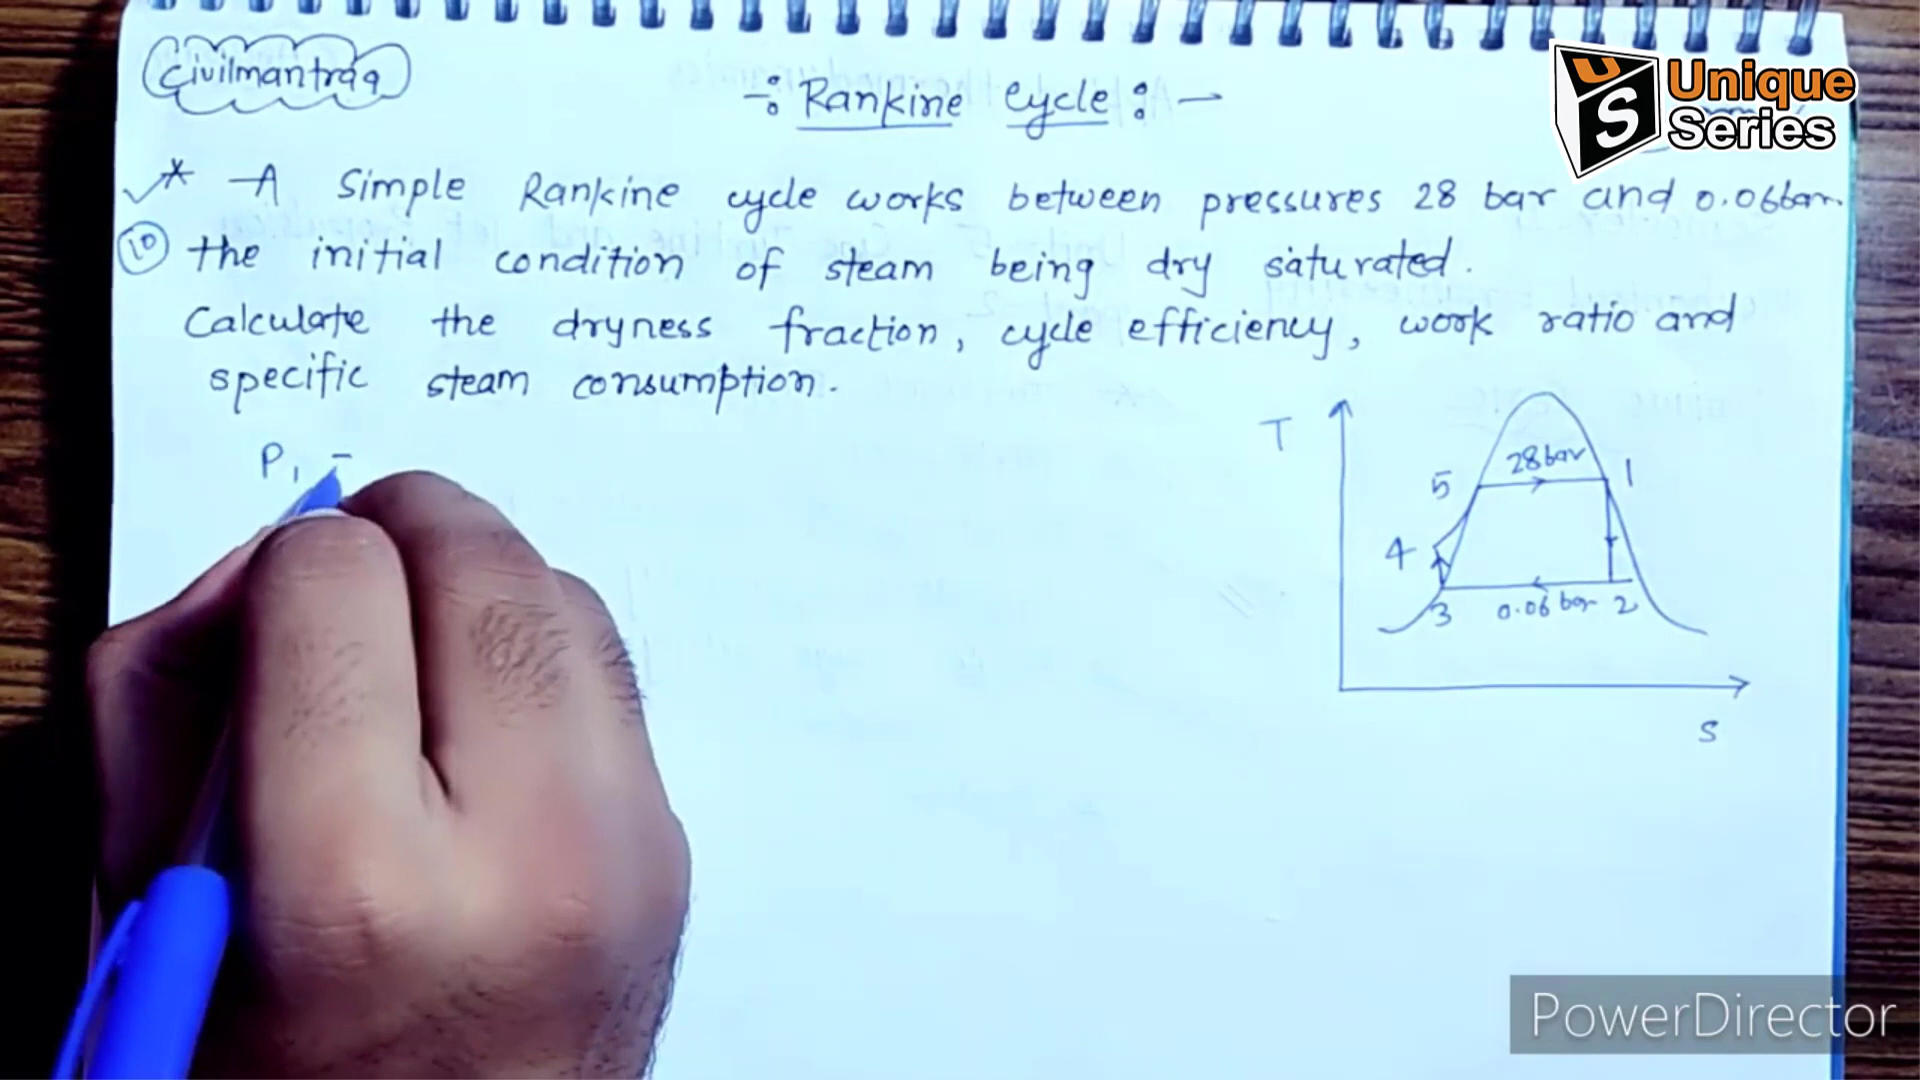 Civilmantraa
Unique
Series
US
-: Rankine Cycle :-
* A Simple Rankine cycle works between pressures 28 bar and 0.06bar.
10 the initial condition of steam being dry saturated.
Calculate the dryness fraction, cycle efficiency, work ratio and
specific steam consumption.
P1 =
T
28 bar
5
1
4
3
0.06 bar
2
S
PowerDirector